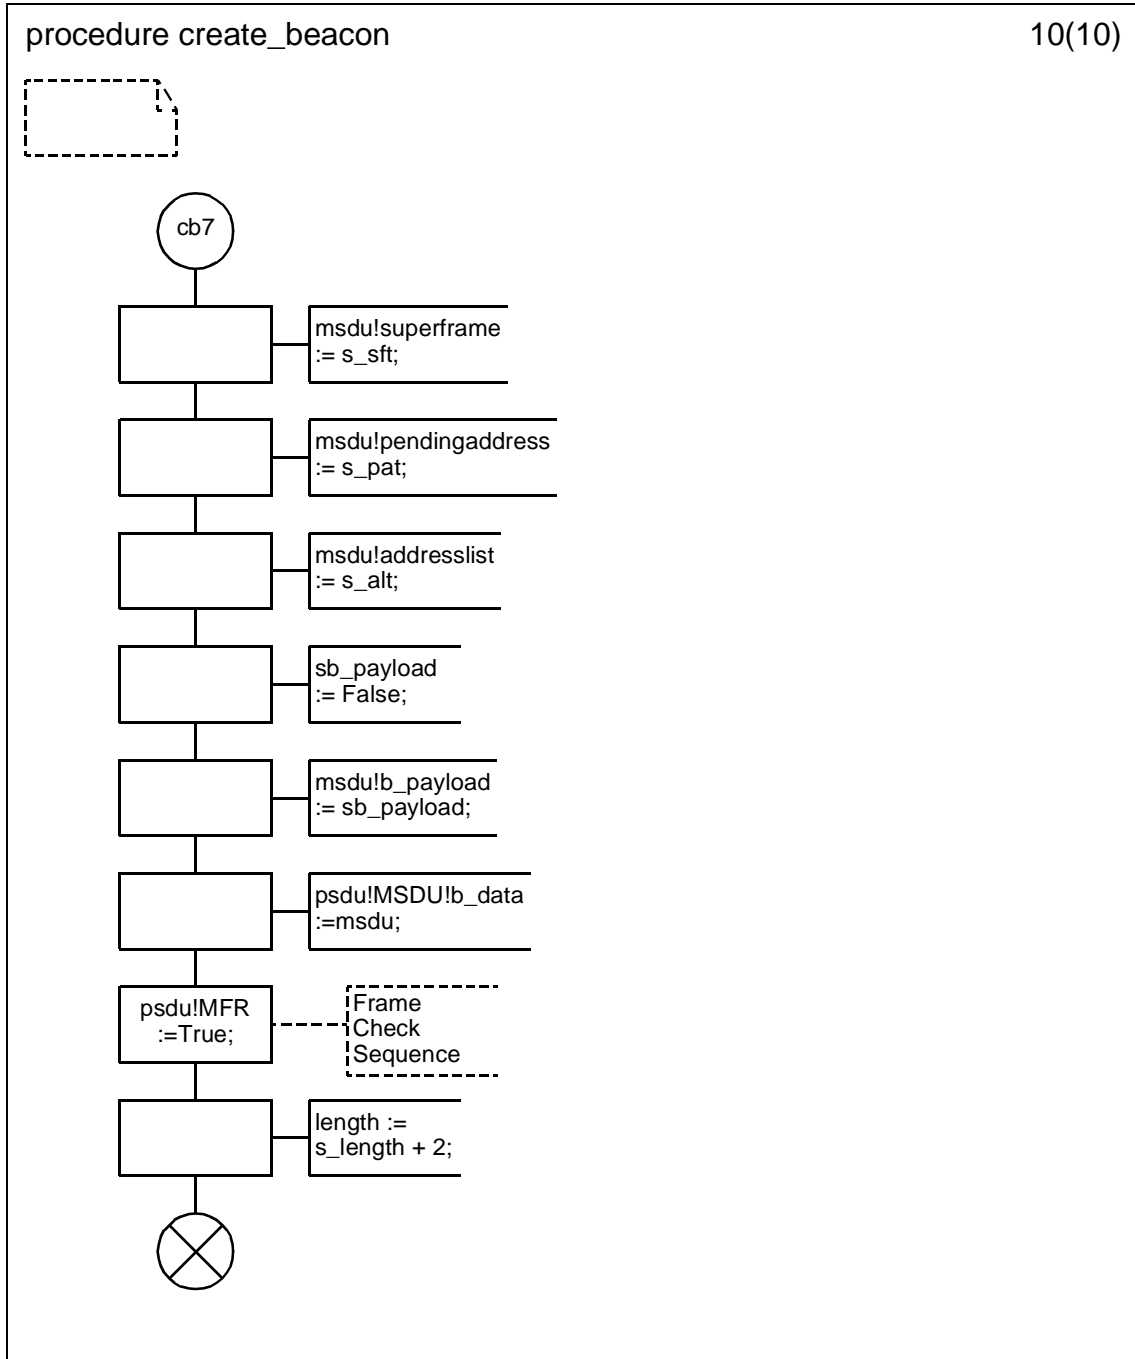 procedure create_beacon
10(10)
cb7
msdu!superframe
:= s_sft;
msdu!pendingaddress
:= s_pat;
msdu!addresslist
:= s_alt;
sb_payload
:= False;
msdu!b_payload
:= sb_payload;
psdu!MSDU!b_data
:=msdu;
psdu!MFR
:=True;
Frame
Check
Sequence
length :=
s_length + 2;